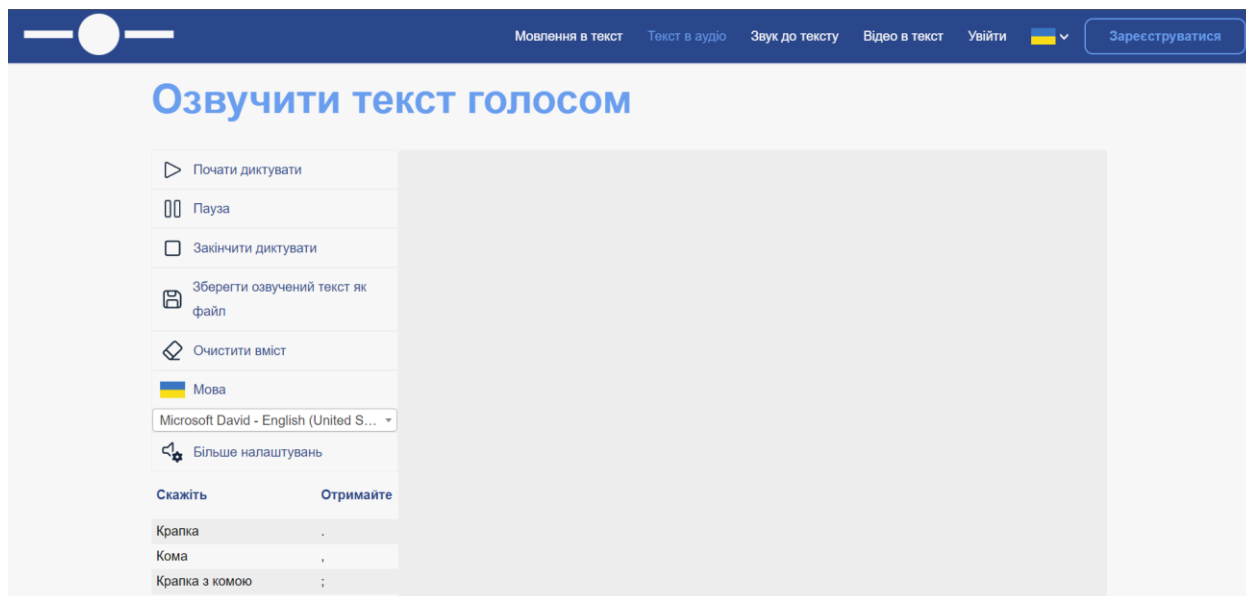 Мовлення в текст Текст в аудіо Звук до тексту Відео в текст Увійти Зареєструватися
Озвучити текст голосом
Почати диктувати
Пауза
Закінчити диктувати
Зберегти озвучений текст як
файл
Очистити вміст
Мова
Microsoft David - English (United S...
Більше налаштувань
Скажіть Отримайте
Крапка .
Кома ,
Крапка з комою ;